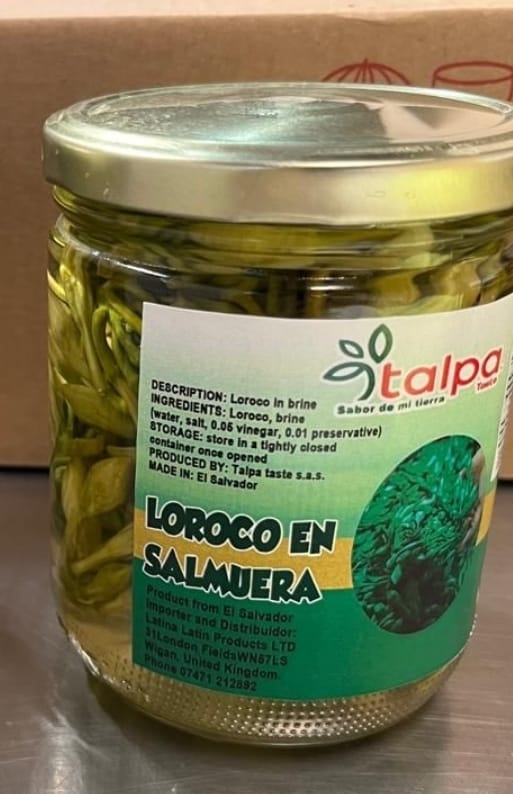 talpa
Taste
Sabor de mi tierra
DESCRIPTION: Loroco in brine
INGREDIENTS: Loroco, brine
(water, salt, 0.05 vinegar, 0.01 preservative)
STORAGE: store in a tightly closed
container once opened
PRODUCED BY: Talpa taste s.a.s.
MADE IN: El Salvador
LOROCO EN
SALMUERA
Product from El Salvador
Importer and Distribuidor:
Latina Latin Products LTD
31London FieldsWN67LS
Wigan, United Kingdom.
Phone 07471 212892